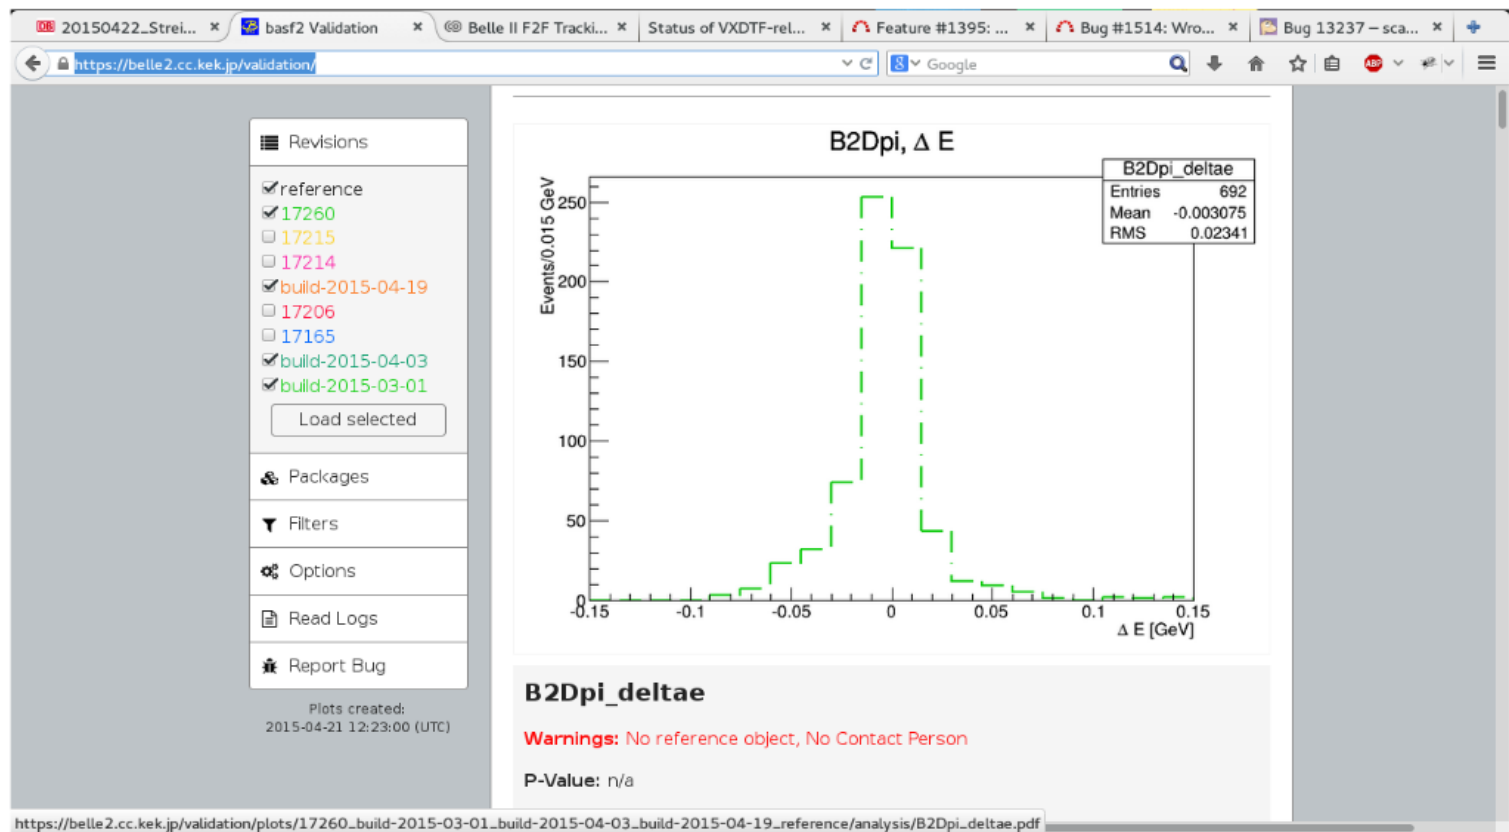 20150422_Strei... × basf2 Validation × Belle II F2F Tracki... × Status of VXDTF-rel... × Feature #1395: ... × Bug #1514: Wro... × Bug 13237 – sca... ×
https://belle2.cc.kek.jp/validation/ Google ABP
Revisions
reference
17260
17215
17214
build-2015-04-19
17206
17165
build-2015-04-03
build-2015-03-01
Load selected
Packages
Filters
Options
Read Logs
Report Bug
Plots created:
2015-04-21 12:23:00 (UTC)
B2Dpi, Δ E
B2Dpi_deltae
Entries 692
Mean -0.003075
RMS 0.02341
Events/0.015 GeV
250
200
150
100
50
0
-0.15 -0.1 -0.05 0 0.05 0.1 0.15
Δ E [GeV]
B2Dpi_deltae
Warnings: No reference object, No Contact Person
P-Value: n/a
https://belle2.cc.kek.jp/validation/plots/17260_build-2015-03-01_build-2015-04-03_build-2015-04-19_reference/analysis/B2Dpi_deltae.pdf